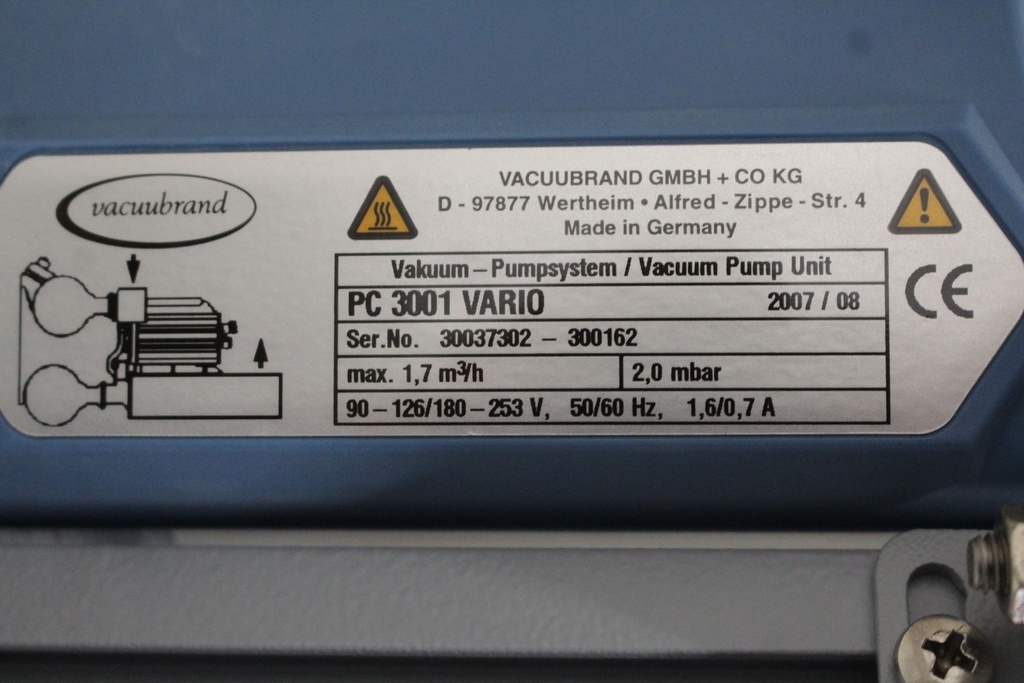 vacuubrand
VACUUBRAND GMBH + CO KG
D - 97877 Wertheim • Alfred - Zippe - Str. 4
Made in Germany
Vakuum – Pumpsystem / Vacuum Pump Unit
PC 3001 VARIO 2007 / 08
Ser.No. 30037302 – 300162
max. 1,7 m³/h 2,0 mbar
90 – 126/180 – 253 V, 50/60 Hz, 1,6/0,7 A
CE